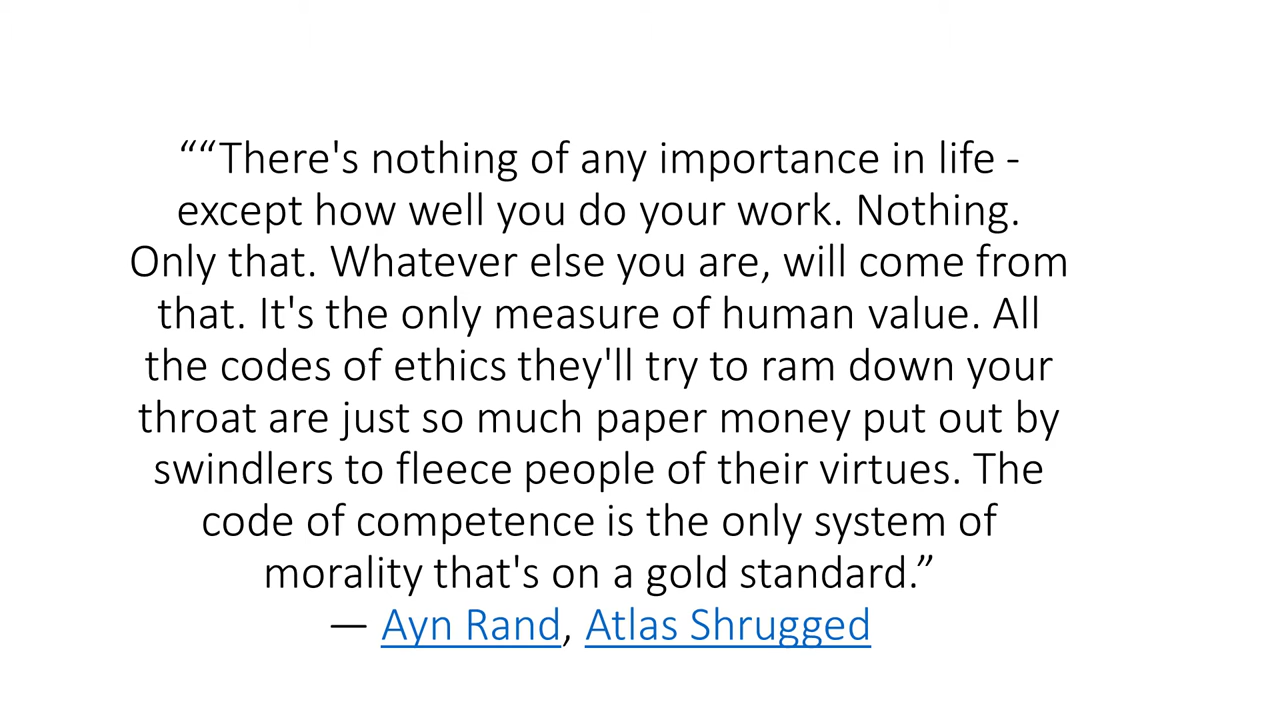 ““There's nothing of any importance in life -
except how well you do your work. Nothing.
Only that. Whatever else you are, will come from
that. It's the only measure of human value. All
the codes of ethics they'll try to ram down your
throat are just so much paper money put out by
swindlers to fleece people of their virtues. The
code of competence is the only system of
morality that's on a gold standard.”
― Ayn Rand, Atlas Shrugged